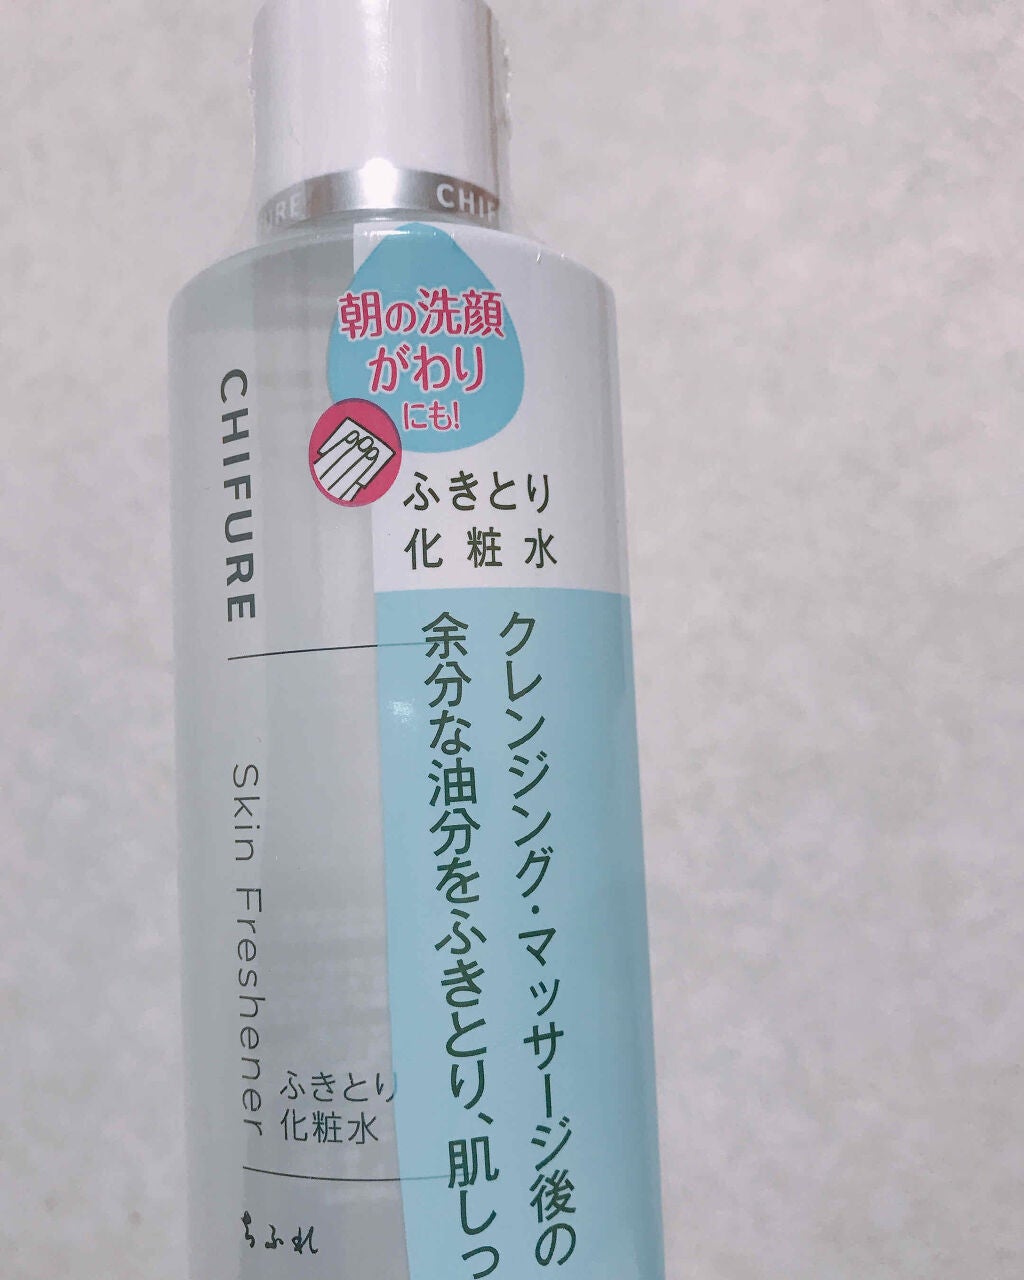 CHIF
URE
朝の洗顔
がわり
にも!
ふきとり
化粧水
クレンジング・マッサージ後の
余分な油分をふきとり、肌しっ
CHIFURE
Skin Freshener
ふきとり
化粧水
ちふれ